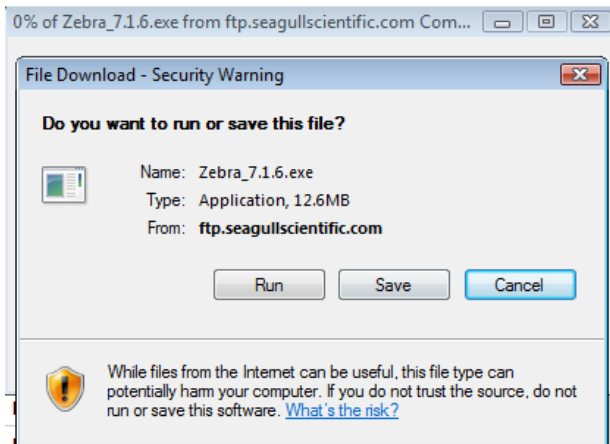 0% of Zebra_7.1.6.exe from ftp.seagullscientific.com Com...
File Download - Security Warning
Do you want to run or save this file?
Name: Zebra_7.1.6.exe
Type: Application, 12.6MB
From: ftp.seagullscientific.com
Run Save Cancel
While files from the Internet can be useful, this file type can
potentially harm your computer. If you do not trust the source, do not
run or save this software. What's the risk?